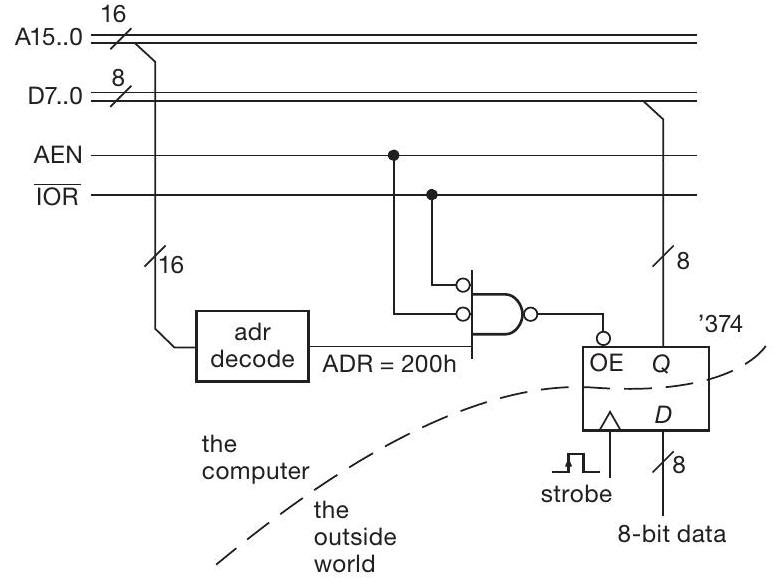 16
A15..0
8
D7..0
AEN
IOR
16
8
’374
adr
decode
ADR = 200h
OE Q
D
the
computer
8
strobe
the
outside
world
8-bit data